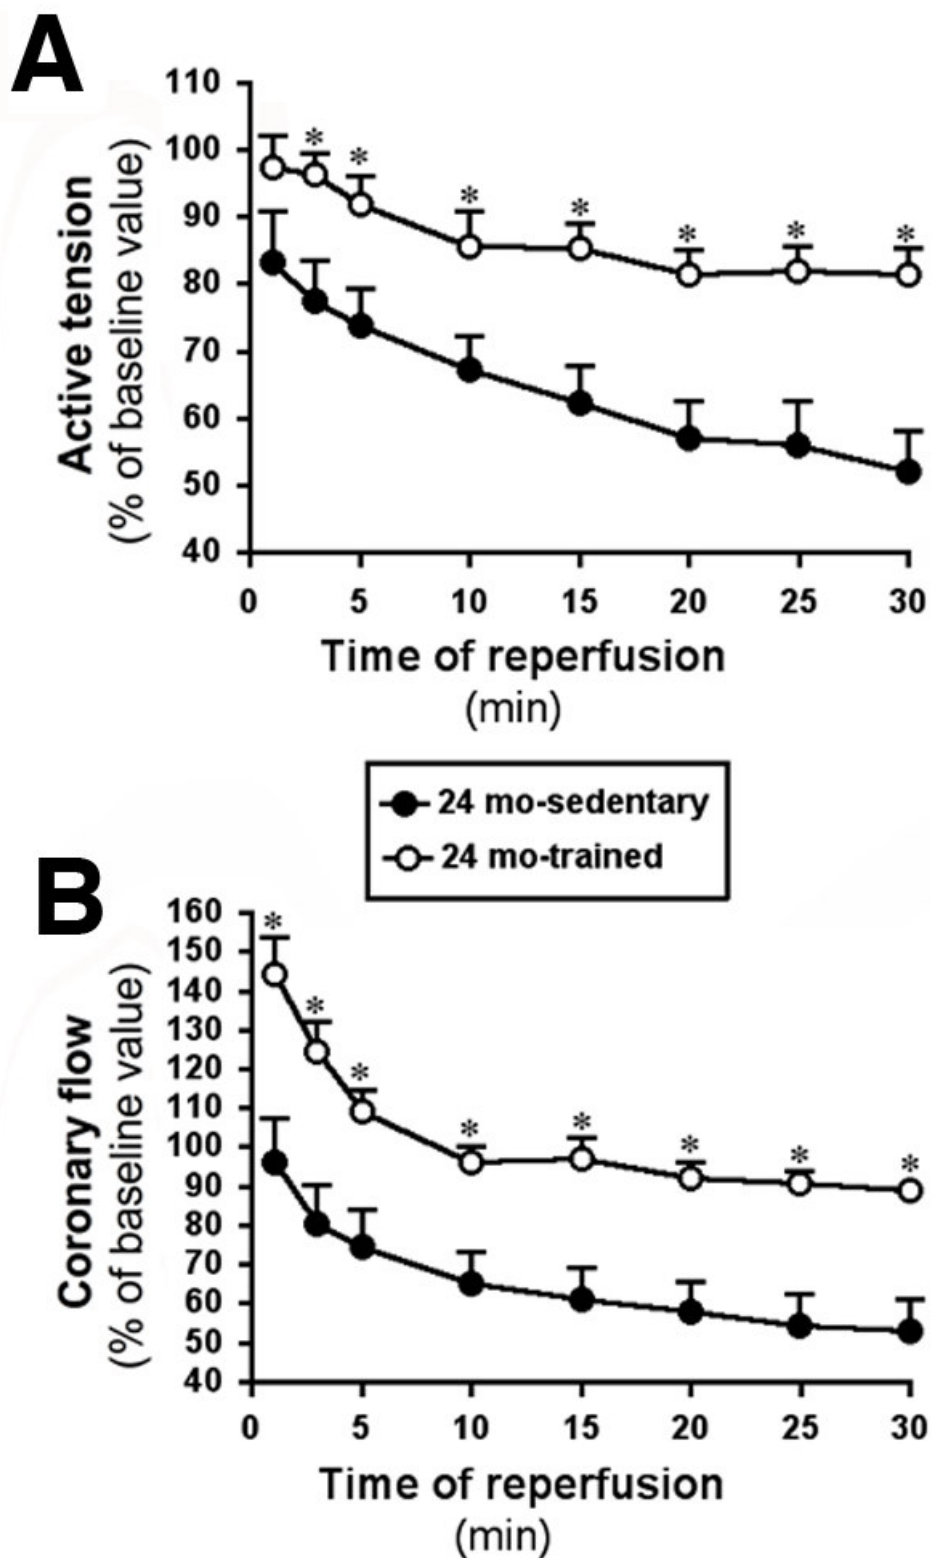 A
110
100
90
80
70
60
50
40
Active tension
(% of baseline value)
* * * * * * *
0 5 10 15 20 25 30
Time of reperfusion
(min)
24 mo-sedentary
24 mo-trained
B
160
150
140
130
120
110
100
90
80
70
60
50
40
Coronary flow
(% of baseline value)
* * * * * * * *
0 5 10 15 20 25 30
Time of reperfusion
(min)